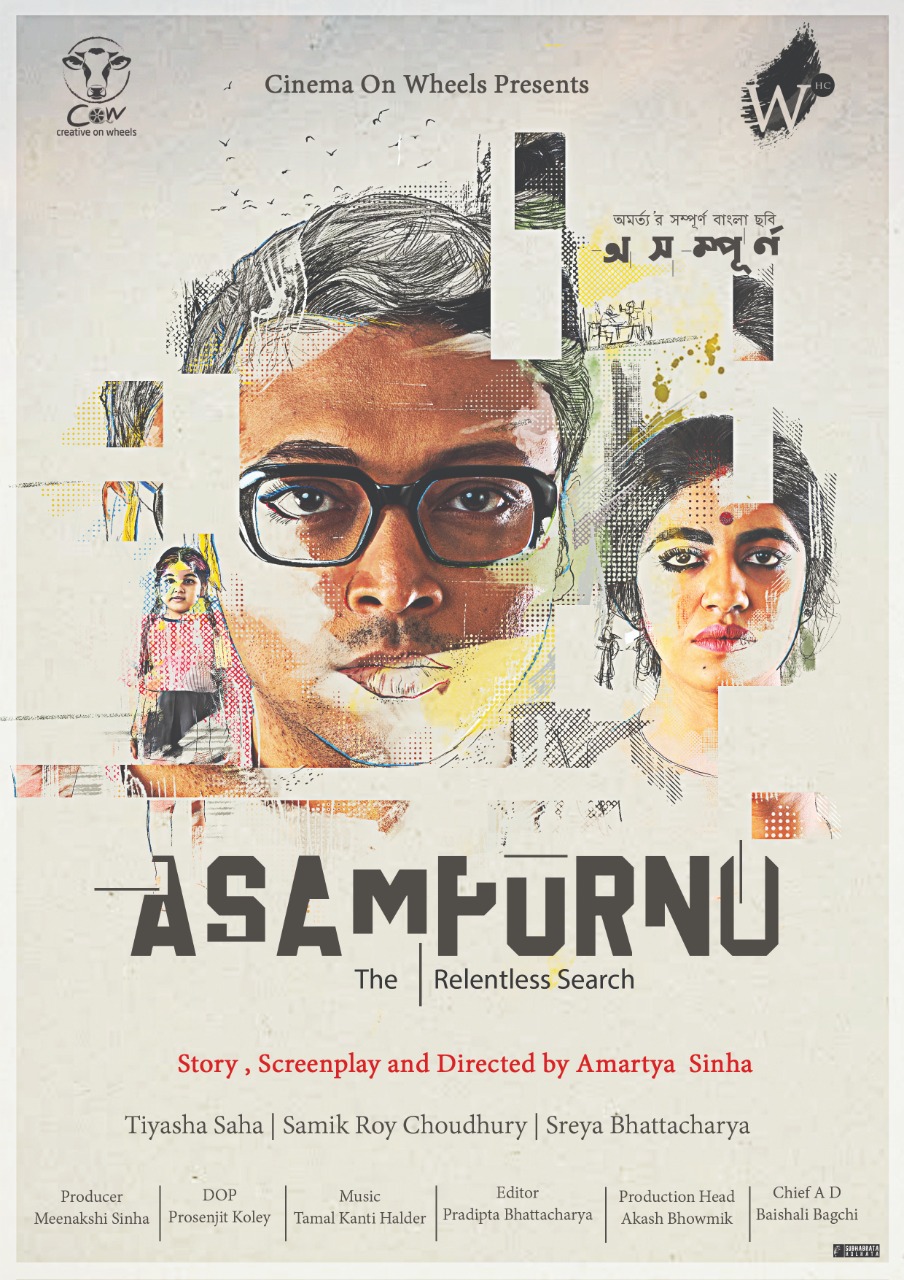 COW
creative on wheels
Cinema On Wheels Presents
W HC
অমর্ত্য'র সম্পূর্ণ বাংলা ছবি
অ স ম্পূ র্ণ
ASAMPURNO
The | Relentless Search
Story , Screenplay and Directed by Amartya Sinha
Tiyasha Saha | Samik Roy Choudhury | Sreya Bhattacharya
Producer
Meenakshi Sinha
DOP
Prosenjit Koley
Music
Tamal Kanti Halder
Editor
Pradipta Bhattacharya
Production Head
Akash Bhowmik
Chief A D
Baishali Bagchi
SUBHABRATA
KOLKATA